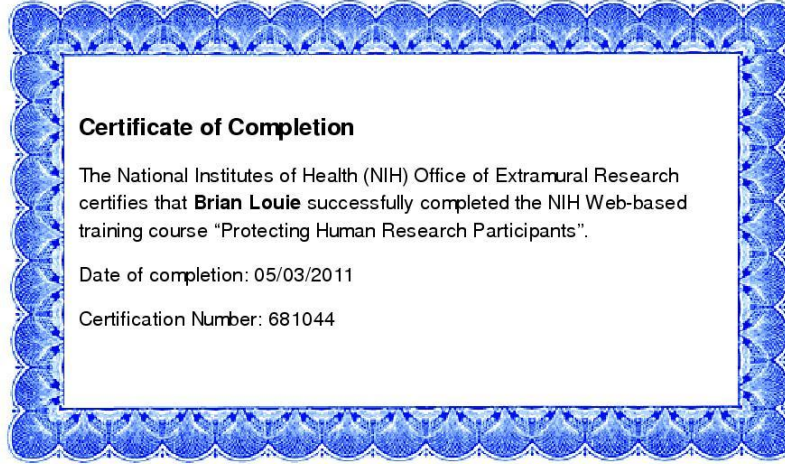 Certificate of Completion
The National Institutes of Health (NIH) Office of Extramural Research
certifies that Brian Louie successfully completed the NIH Web-based
training course “Protecting Human Research Participants”.
Date of completion: 05/03/2011
Certification Number: 681044